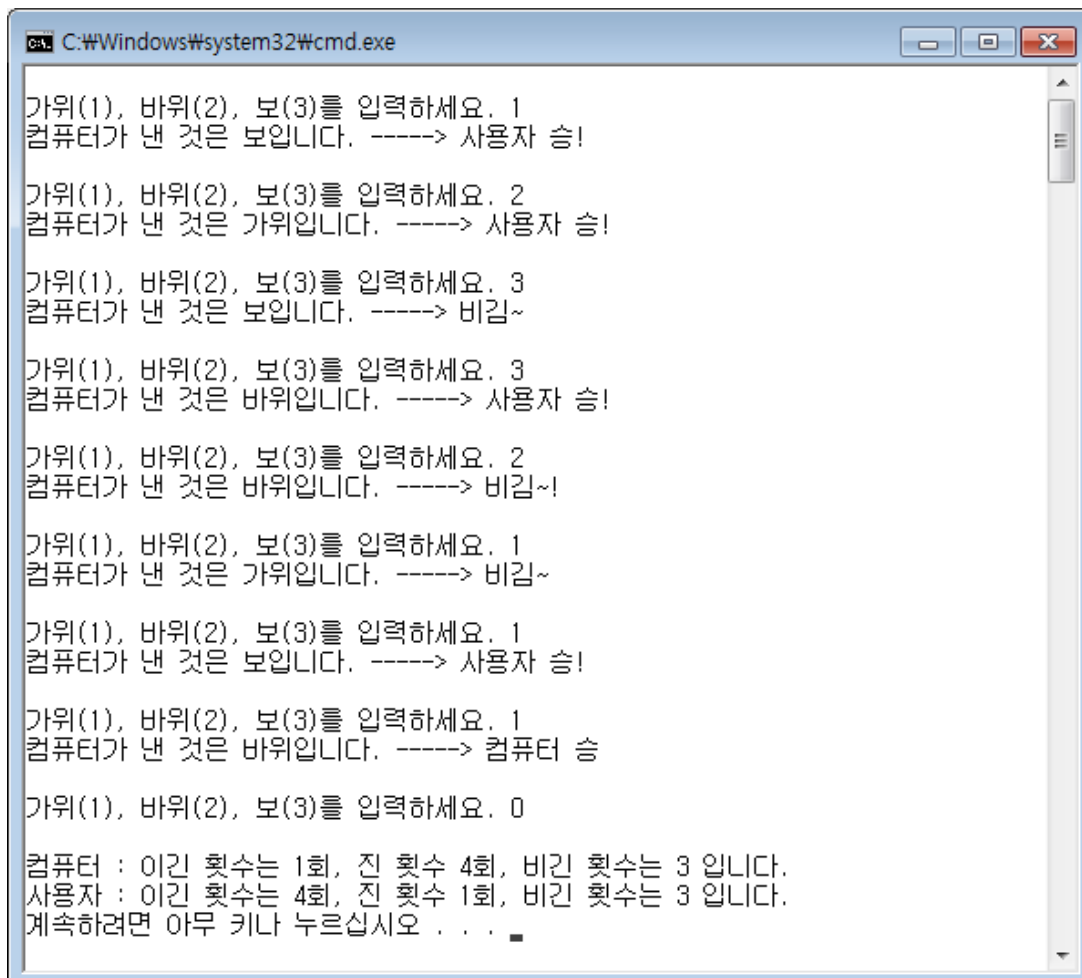 C:₩Windows₩system32₩cmd.exe
가위(1), 바위(2), 보(3)를 입력하세요. 1
컴퓨터가 낸 것은 보입니다. -----> 사용자 승!
가위(1), 바위(2), 보(3)를 입력하세요. 2
컴퓨터가 낸 것은 가위입니다. -----> 사용자 승!
가위(1), 바위(2), 보(3)를 입력하세요. 3
컴퓨터가 낸 것은 보입니다. -----> 비김~
가위(1), 바위(2), 보(3)를 입력하세요. 3
컴퓨터가 낸 것은 바위입니다. -----> 사용자 승!
가위(1), 바위(2), 보(3)를 입력하세요. 2
컴퓨터가 낸 것은 바위입니다. -----> 비김~!
가위(1), 바위(2), 보(3)를 입력하세요. 1
컴퓨터가 낸 것은 가위입니다. -----> 비김~
가위(1), 바위(2), 보(3)를 입력하세요. 1
컴퓨터가 낸 것은 보입니다. -----> 사용자 승!
가위(1), 바위(2), 보(3)를 입력하세요. 1
컴퓨터가 낸 것은 바위입니다. -----> 컴퓨터 승
가위(1), 바위(2), 보(3)를 입력하세요. 0
컴퓨터 : 이긴 횟수는 1회, 진 횟수 4회, 비긴 횟수는 3 입니다.
사용자 : 이긴 횟수는 4회, 진 횟수 1회, 비긴 횟수는 3 입니다.
계속하려면 아무 키나 누르십시오 . . .